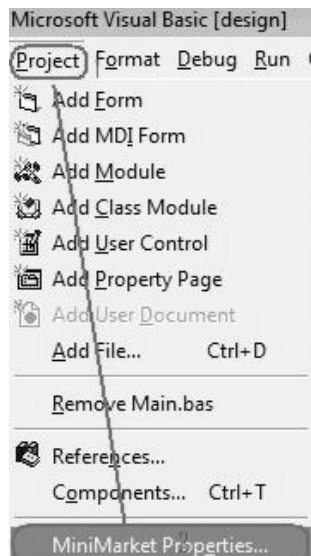 Microsoft Visual Basic [design]
Project Format Debug Run
Add Form
Add MDI Form
Add Module
Add Class Module
Add User Control
Add Property Page
Add User Document
Add File... Ctrl+D
Remove Main.bas
References...
Components... Ctrl+T
MiniMarket Properties...